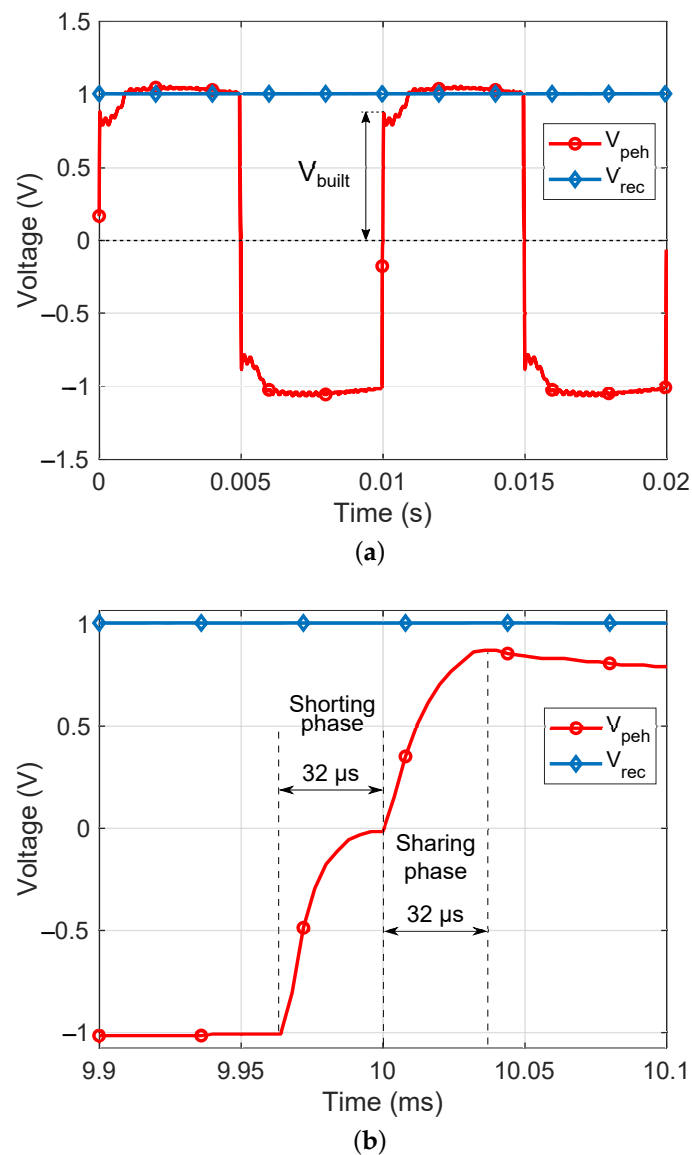 1.5
1
0.5
0
−0.5
−1
−1.5
Voltage (V)
V_built
V_peh
V_rec
0
0.005
0.01
0.015
0.02
Time (s)
(a)
1
0.5
0
−0.5
−1
Voltage (V)
Shorting
phase
32 µs
V_peh
V_rec
Sharing
phase
32 µs
9.9
9.95
10
10.05
10.1
Time (ms)
(b)